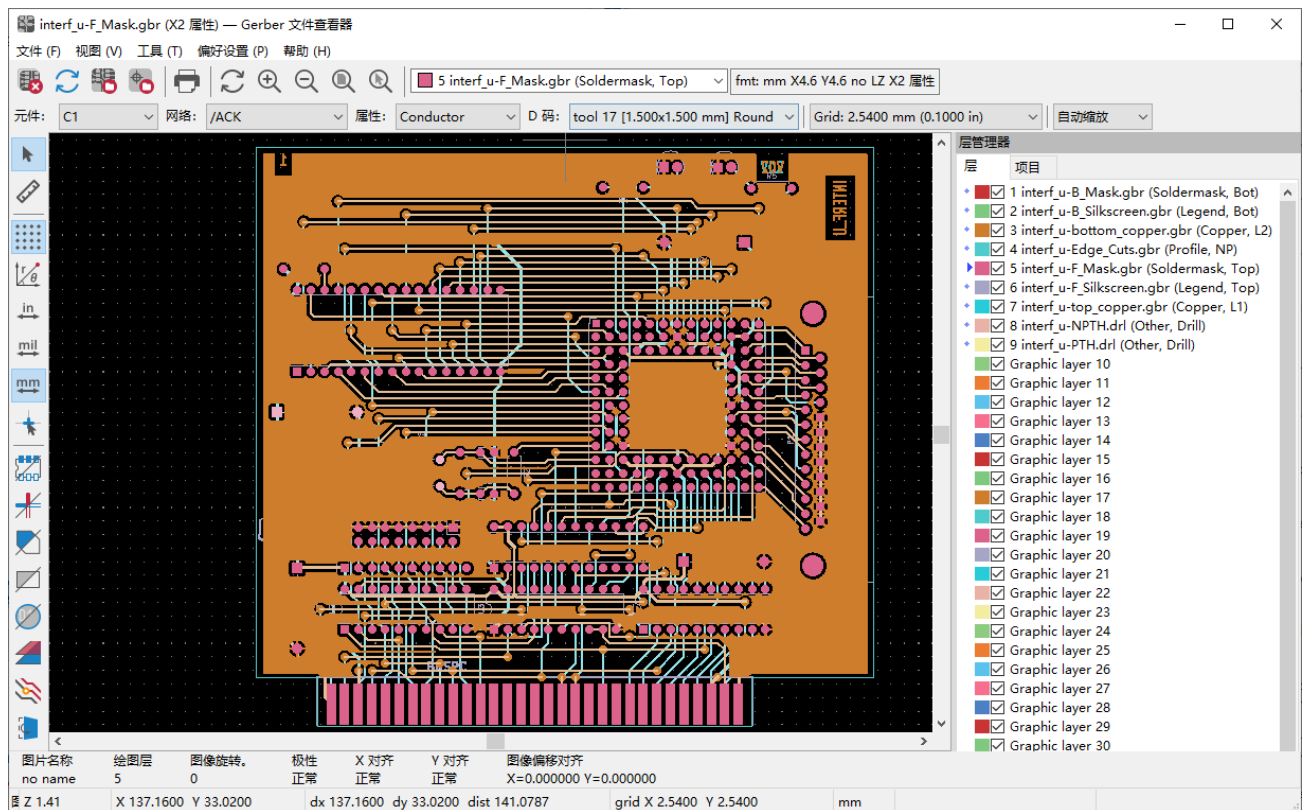 interf_u-F_Mask.gbr (X2 属性) — Gerber 文件查看器
文件 (F) 视图 (V) 工具 (T) 偏好设置 (P) 帮助 (H)
5 interf_u-F_Mask.gbr (Soldermask, Top) fmt: mm X4.6 Y4.6 no LZ X2 属性
元件: C1 网络: /ACK 属性: Conductor D 码: tool 17 [1.500x1.500 mm] Round Grid: 2.5400 mm (0.1000 in) 自动缩放
层管理器
层 项目
1 interf_u-B_Mask.gbr (Soldermask, Bot)
2 interf_u-B_Silkscreen.gbr (Legend, Bot)
3 interf_u-bottom_copper.gbr (Copper, L2)
4 interf_u-Edge_Cuts.gbr (Profile, NP)
5 interf_u-F_Mask.gbr (Soldermask, Top)
6 interf_u-F_Silkscreen.gbr (Legend, Top)
7 interf_u-top_copper.gbr (Copper, L1)
8 interf_u-NPTH.drl (Other, Drill)
9 interf_u-PTH.drl (Other, Drill)
Graphic layer 10
Graphic layer 11
Graphic layer 12
Graphic layer 13
Graphic layer 14
Graphic layer 15
Graphic layer 16
Graphic layer 17
Graphic layer 18
Graphic layer 19
Graphic layer 20
Graphic layer 21
Graphic layer 22
Graphic layer 23
Graphic layer 24
Graphic layer 25
Graphic layer 26
Graphic layer 27
Graphic layer 28
Graphic layer 29
Graphic layer 30
in
mil
mm
图片名称 绘图层 图像旋转。 极性 X 对齐 Y 对齐 图像偏移对齐
no name 5 0 正常 正常 正常 X=0.000000 Y=0.000000
Z 1.41 X 137.1600 Y 33.0200 dx 137.1600 dy 33.0200 dist 141.0787 grid X 2.5400 Y 2.5400 mm